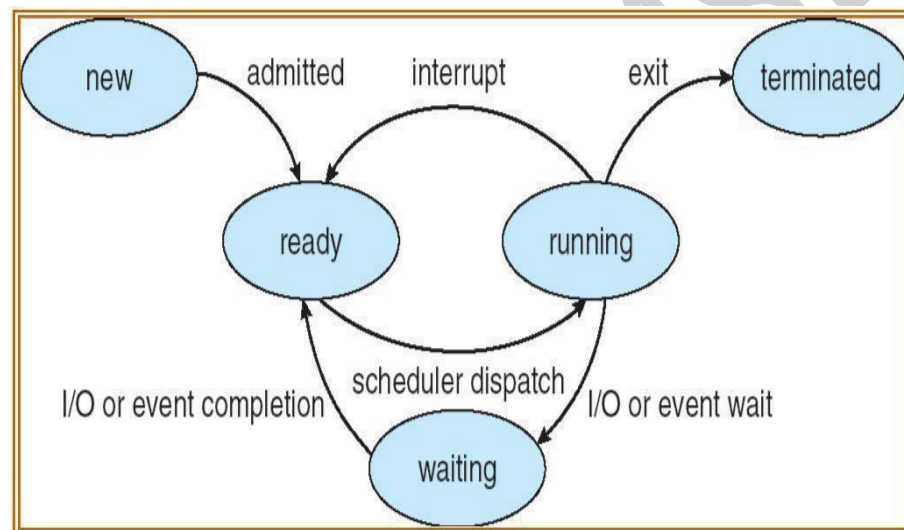 new
admitted
interrupt
exit
terminated
ready
running
scheduler dispatch
I/O or event completion
I/O or event wait
waiting